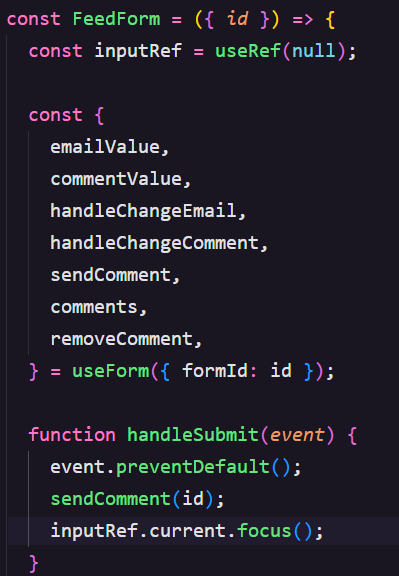 const FeedForm = ({ id }) => {
const inputRef = useRef(null);
const {
emailValue,
commentValue,
handleChangeEmail,
handleChangeComment,
sendComment,
comments,
removeComment,
} = useForm({ formId: id });
function handleSubmit(event) {
event.preventDefault();
sendComment(id);
inputRef.current.focus();
}